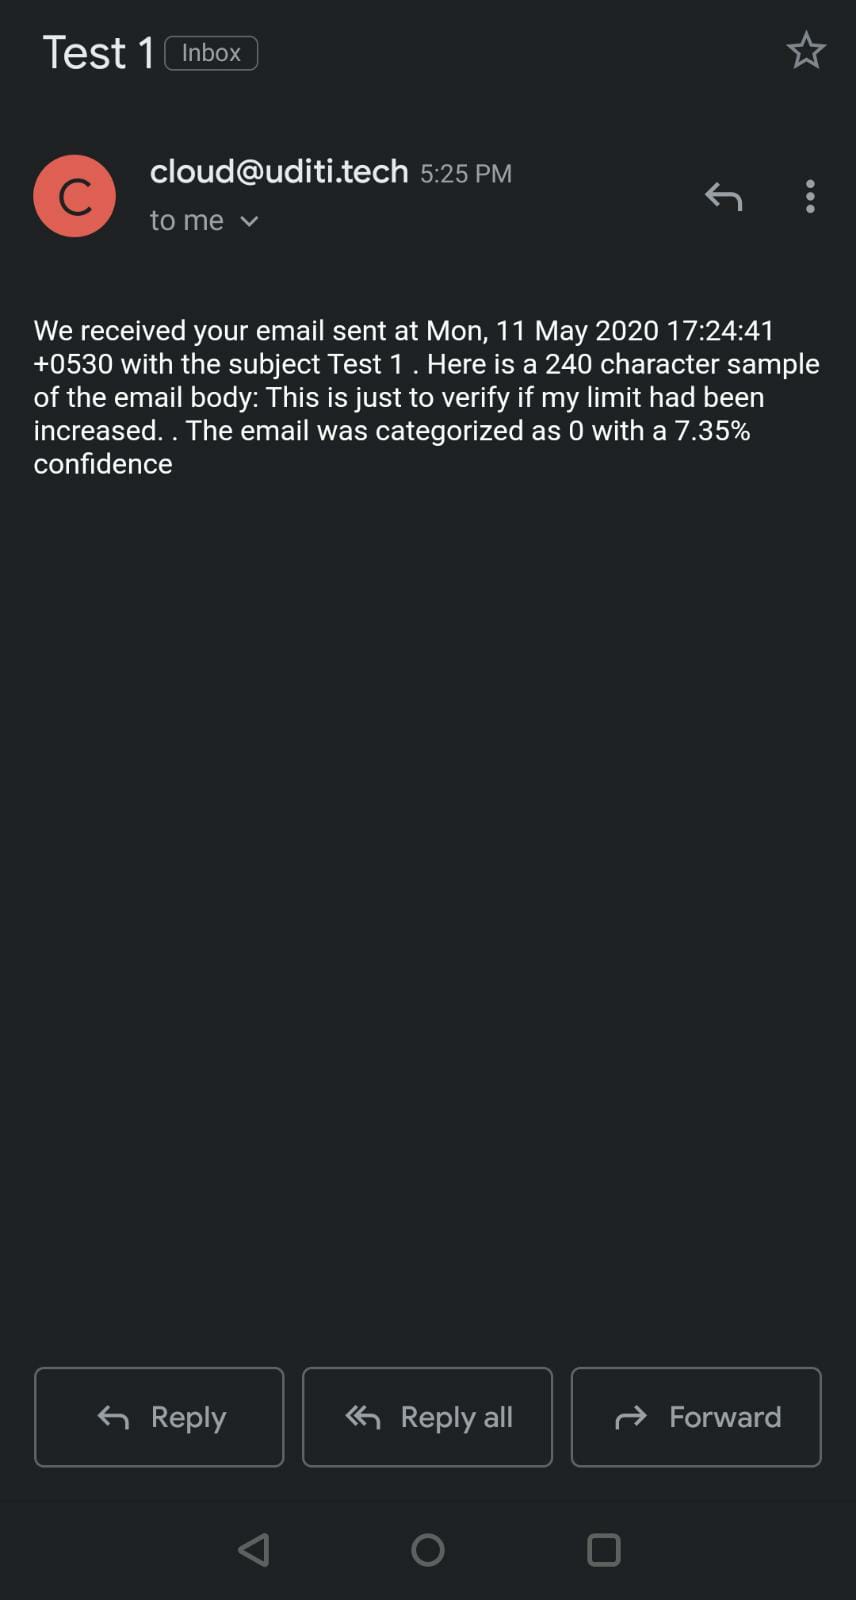 Test 1 Inbox
cloud@uditi.tech 5:25 PM
C
to me
We received your email sent at Mon, 11 May 2020 17:24:41
+0530 with the subject Test 1 . Here is a 240 character sample
of the email body: This is just to verify if my limit had been
increased. . The email was categorized as 0 with a 7.35%
confidence
Reply Reply all Forward